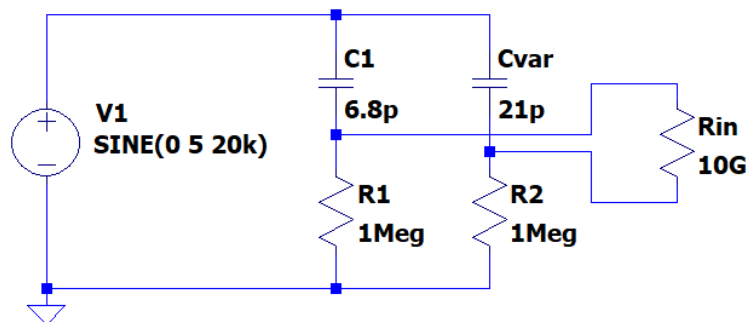 C1
6.8p
Cvar
21p
V1
SINE(0 5 20k)
Rin
10G
R1
1Meg
R2
1Meg